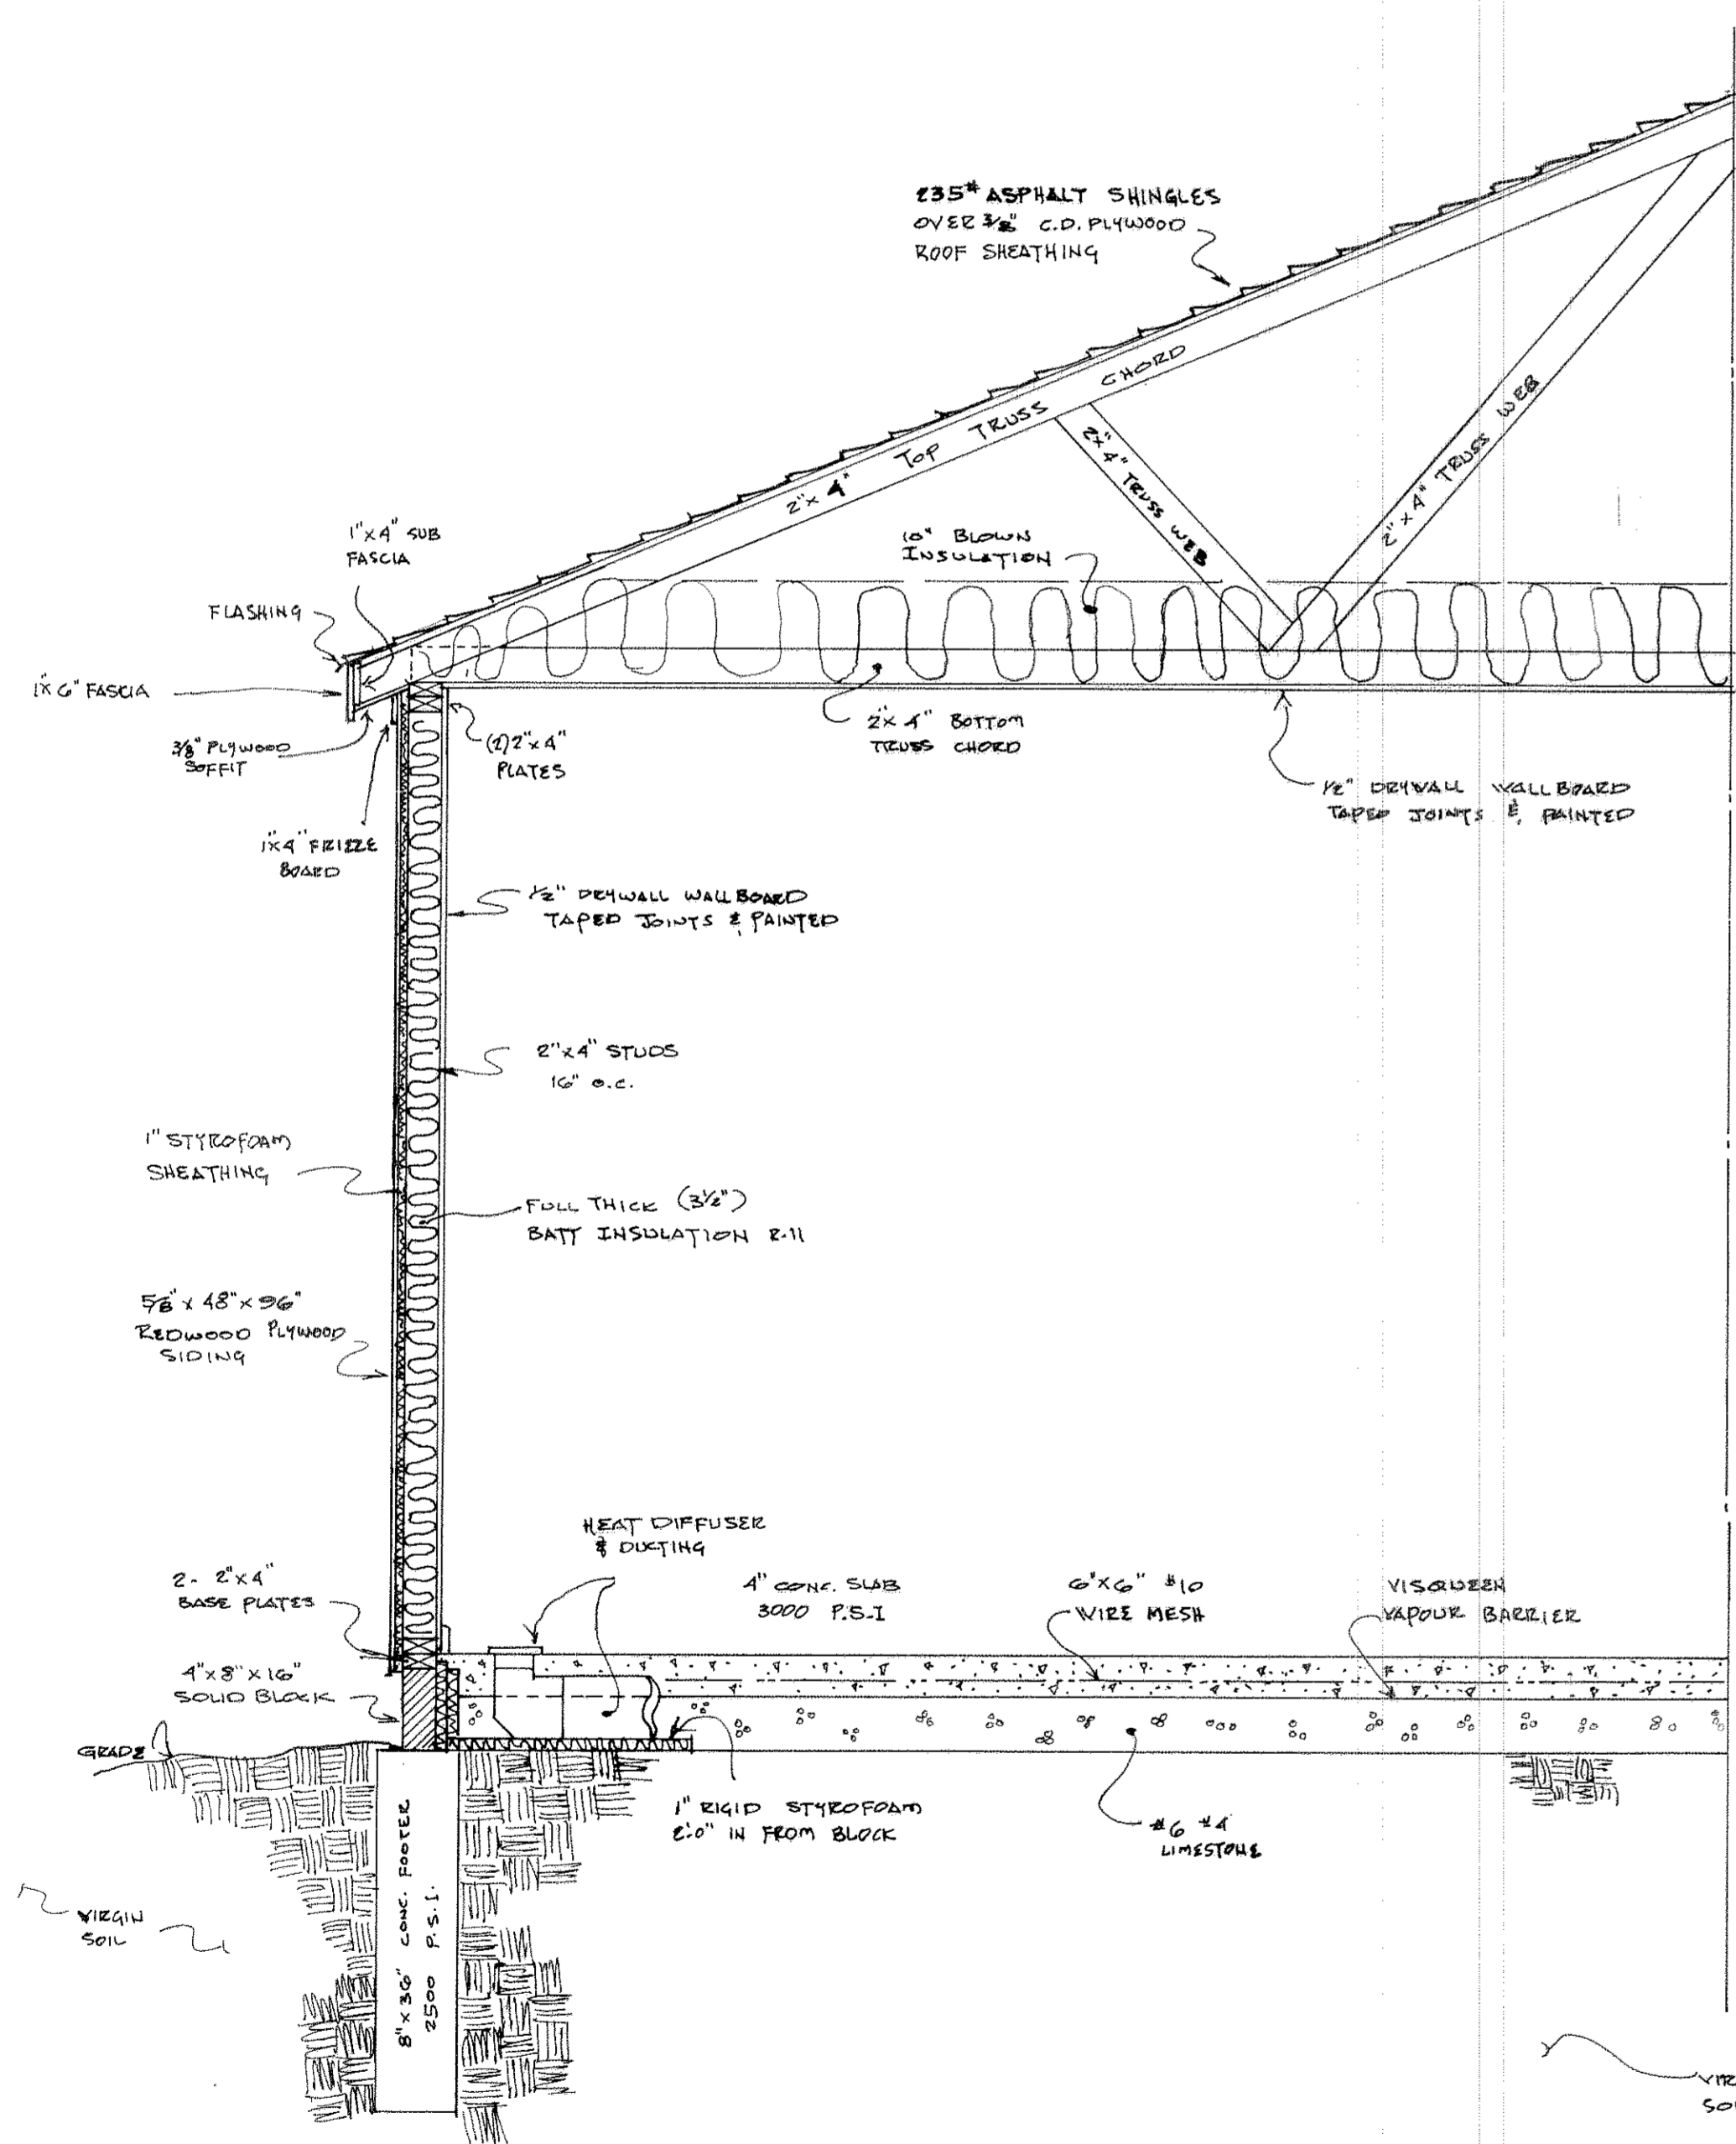 235# ASPHALT SHINGLES
OVER 3/8" C.D. PLYWOOD
ROOF SHEATHING
2"x 4" TOP TRUSS CHORD
2"x 4" TRUSS WEB
2"x 4" TRUSS WEB
1"x4" SUB
FASCIA
10" BLOWN
INSULATION
FLASHING
1"x 6" FASCIA
3/8" PLYWOOD
SOFFIT
(2) 2"x4"
PLATES
2"x 4" BOTTOM
TRUSS CHORD
1/2" DRYWALL WALLBOARD
TAPED JOINTS & PAINTED
1"x4" FRIZZE
BOARD
1/2" DRYWALL WALLBOARD
TAPED JOINTS & PAINTED
2"x4" STUDS
16" O.C.
1" STYROFOAM
SHEATHING
FULL THICK (3 1/2")
BATT INSULATION R-11
5/8" x 48" x 96"
REDWOOD PLYWOOD
SIDING
HEAT DIFFUSER
& DUCTING
2- 2"x4"
BASE PLATES
4" CONC. SLAB
3000 P.S.I
6"x6" #10
WIRE MESH
VISQUEEN
VAPOUR BARRIER
4"x8"x16"
SOLID BLOCK
GRADE
1" RIGID STYROFOAM
2'-0" IN FROM BLOCK
#6 #4
LIMESTONE
8"x36" CONC. FOOTER
2500 P.S.I.
VIRGIN
SOIL
VIR
SO